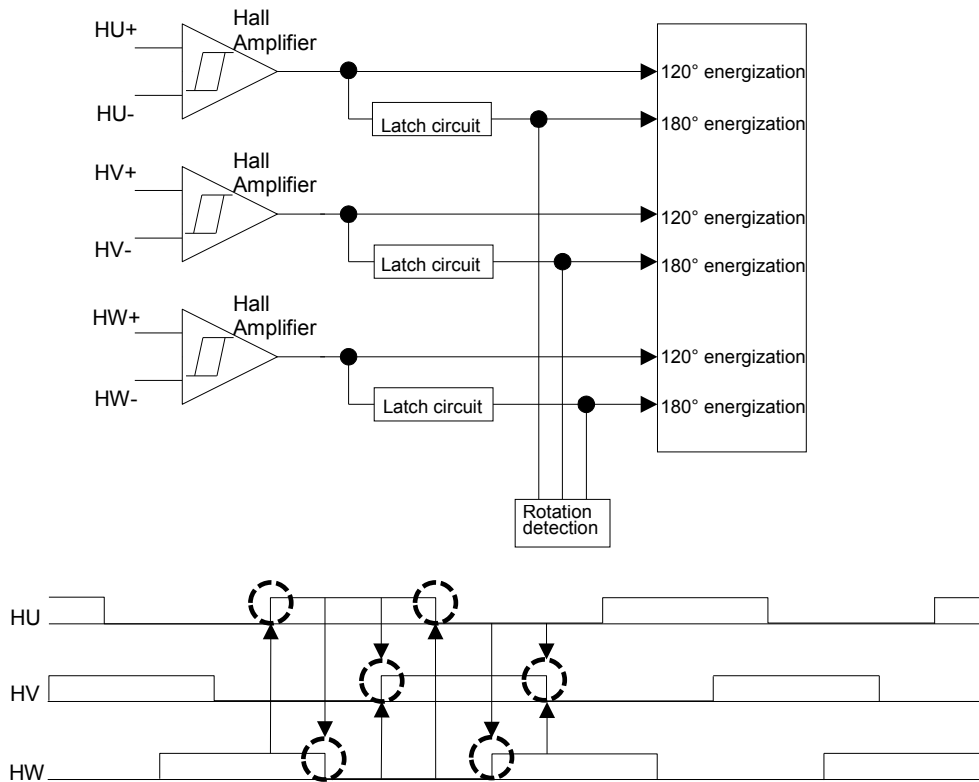 HU+
Hall
Amplifier
120° energization
HU-
Latch circuit
180° energization
HV+
Hall
Amplifier
120° energization
HV-
Latch circuit
180° energization
HW+
Hall
Amplifier
120° energization
HW-
Latch circuit
180° energization
Rotation
detection
HU
HV
HW